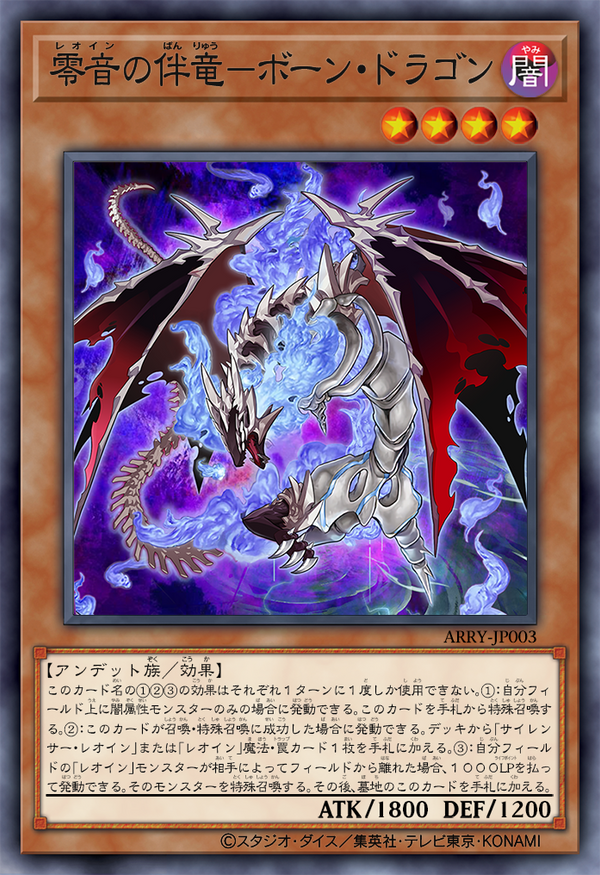 レオイン ばんりゅう
零音の伴竜－ボーン・ドラゴン
やみ
闇
ARRY-JP003
【アンデット族／効果】
このカード名の①②③の効果はそれぞれ１ターンに１度しか使用できない。①：自分フィ
ールド上に闇属性モンスターのみの場合に発動できる。このカードを手札から特殊召喚す
る。②：このカードが召喚・特殊召喚に成功した場合に発動できる。デッキから「サイレン
サー・レオイン」または「レオイン」魔法・罠カード１枚を手札に加える。③：自分フィール
ドの「レオイン」モンスターが相手によってフィールドから離れた場合、１０００LPを払っ
て発動できる。そのモンスターを特殊召喚する。その後、墓地のこのカードを手札に加える。
ATK/1800 DEF/1200
©スタジオ・ダイス／集英社・テレビ東京・KONAMI